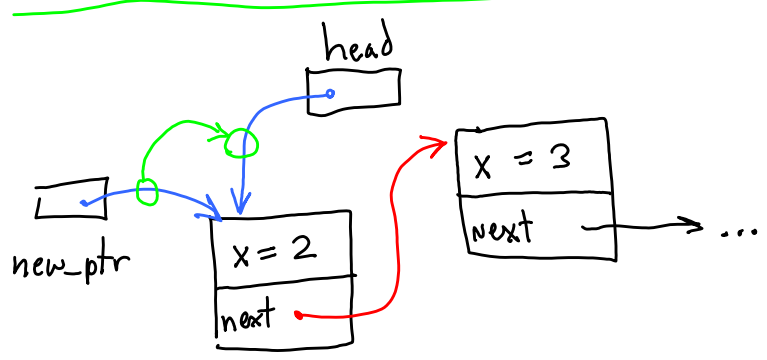 head
x = 3
next
...
new_ptr
x = 2
next